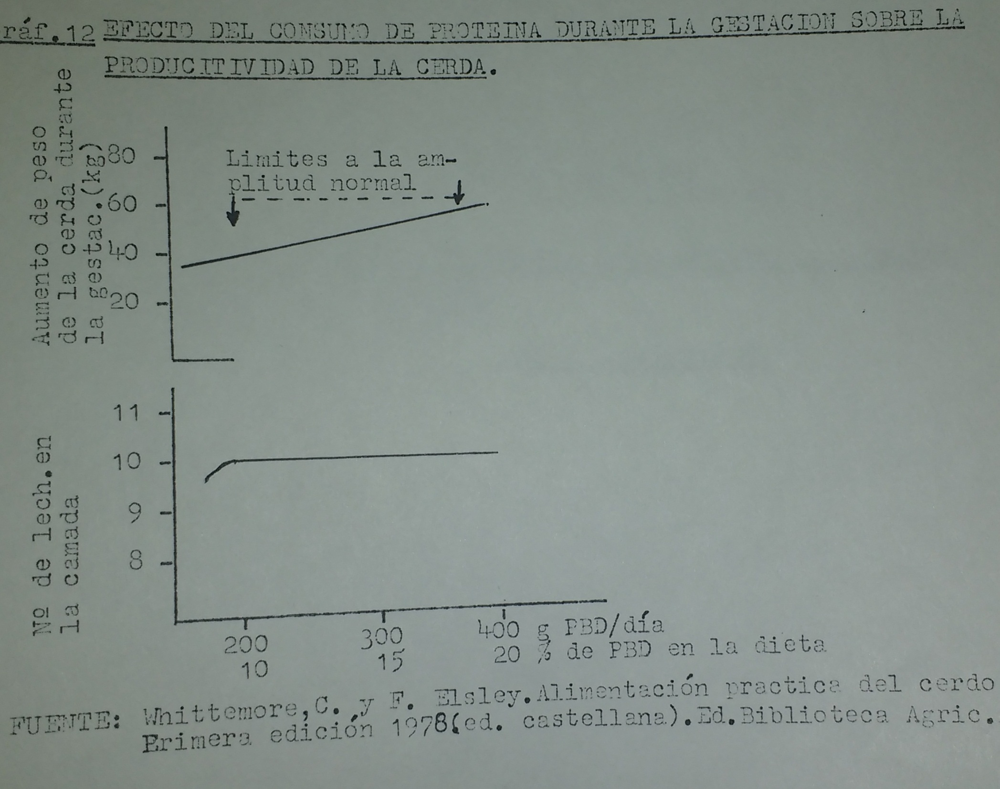 ráf.12 EFECTO DEL CONSUMO DE PROTEINA DURANTE LA GESTACION SOBRE LA
PRODUCITIVIDAD DE LA CERDA.
Aumento de peso
de la cerda durante
la gestac.(kg)
80
60
40
20
Limites a la am-
plitud normal
Nº de lech.en
la camada
11
10
9
8
200 300 400 g PBD/día
10 15 20 % de PBD en la dieta
FUENTE: Whittemore,C. y F. Elsley.Alimentación practica del cerdo
Primera edición 1978(ed. castellana).Ed.Biblioteca Agric.